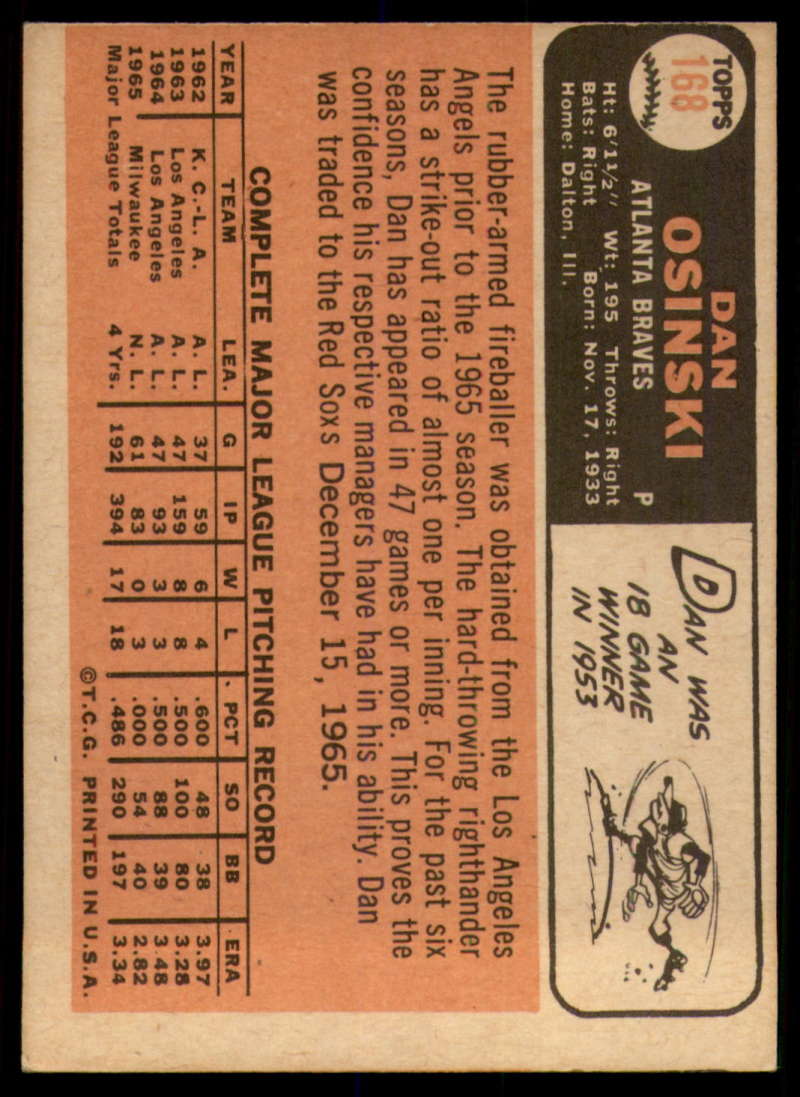 TOPPS
168
DAN
OSINSKI
ATLANTA BRAVES P
Ht: 6'1½" Wt: 195 Throws: Right
Bats: Right Born: Nov. 17, 1933
Home: Dalton, Ill.
DAN WAS
AN
18 GAME
WINNER
IN 1953
The rubber-armed fireballer was obtained from the Los Angeles
Angels prior to the 1965 season. The hard-throwing righthander
has a strike-out ratio of almost one per inning. For the past six
seasons, Dan has appeared in 47 games or more. This proves the
confidence his respective managers have had in his ability. Dan
was traded to the Red Soxs December 15, 1965.
COMPLETE MAJOR LEAGUE PITCHING RECORD
YEAR TEAM LEA. G IP W L PCT SO BB ERA
1962 K. C.-L. A. A. L. 37 59 6 4 .600 48 38 3.97
1963 Los Angeles A. L. 47 159 8 8 .500 100 80 3.28
1964 Los Angeles A. L. 47 93 3 3 .500 88 39 3.48
1965 Milwaukee N. L. 61 83 0 3 .000 54 40 2.82
Major League Totals 4 Yrs. 192 394 17 18 .486 290 197 3.34
©T.C.G. PRINTED IN U.S.A.